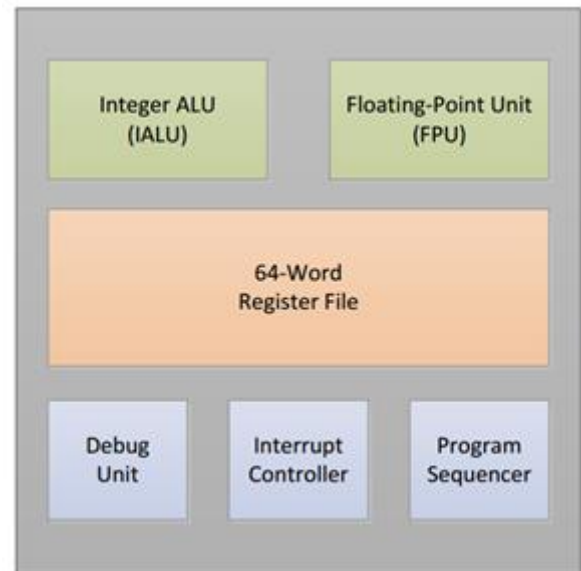 Integer ALU
(IALU)
Floating-Point Unit
(FPU)
64-Word
Register File
Debug
Unit
Interrupt
Controller
Program
Sequencer